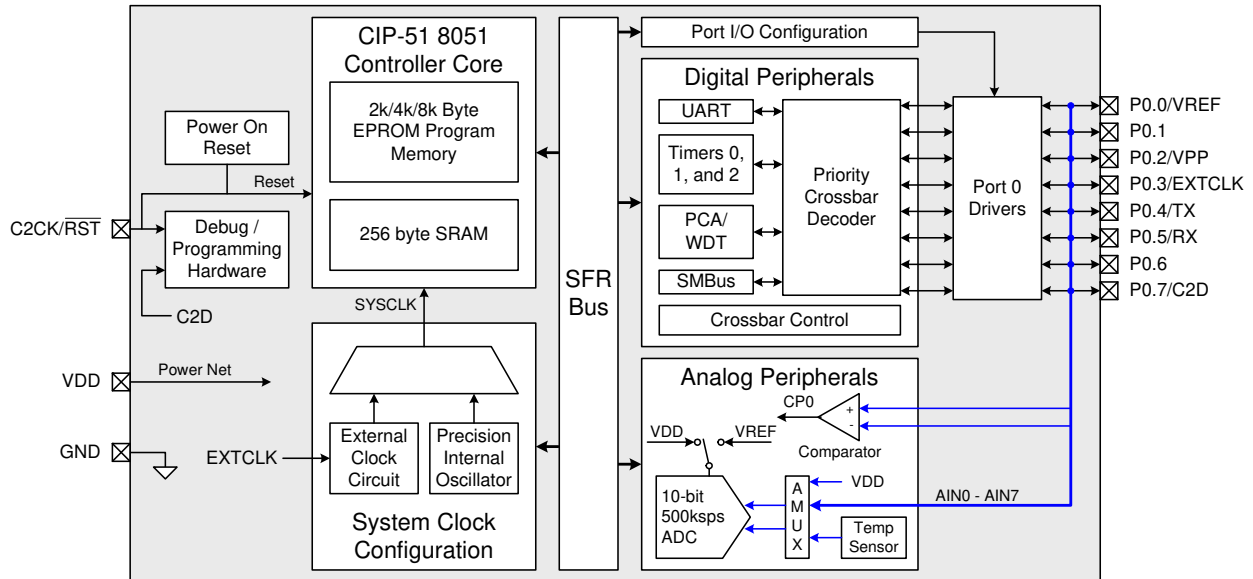 CIP-51 8051
Controller Core
2k/4k/8k Byte
EPROM Program
Memory
256 byte SRAM
Power On
Reset
Reset
C2CK/RST
Debug /
Programming
Hardware
C2D
VDD
Power Net
GND
SYSCLK
EXTCLK
External
Clock
Circuit
Precision
Internal
Oscillator
System Clock
Configuration
SFR
Bus
Port I/O Configuration
Digital Peripherals
UART
Timers 0,
1, and 2
PCA/
WDT
SMBus
Priority
Crossbar
Decoder
Crossbar Control
Port 0
Drivers
P0.0/VREF
P0.1
P0.2/VPP
P0.3/EXTCLK
P0.4/TX
P0.5/RX
P0.6
P0.7/C2D
Analog Peripherals
CP0
+
-
Comparator
VDD
VREF
10-bit
500ksps
ADC
A
M
U
X
VDD
AIN0 - AIN7
Temp
Sensor